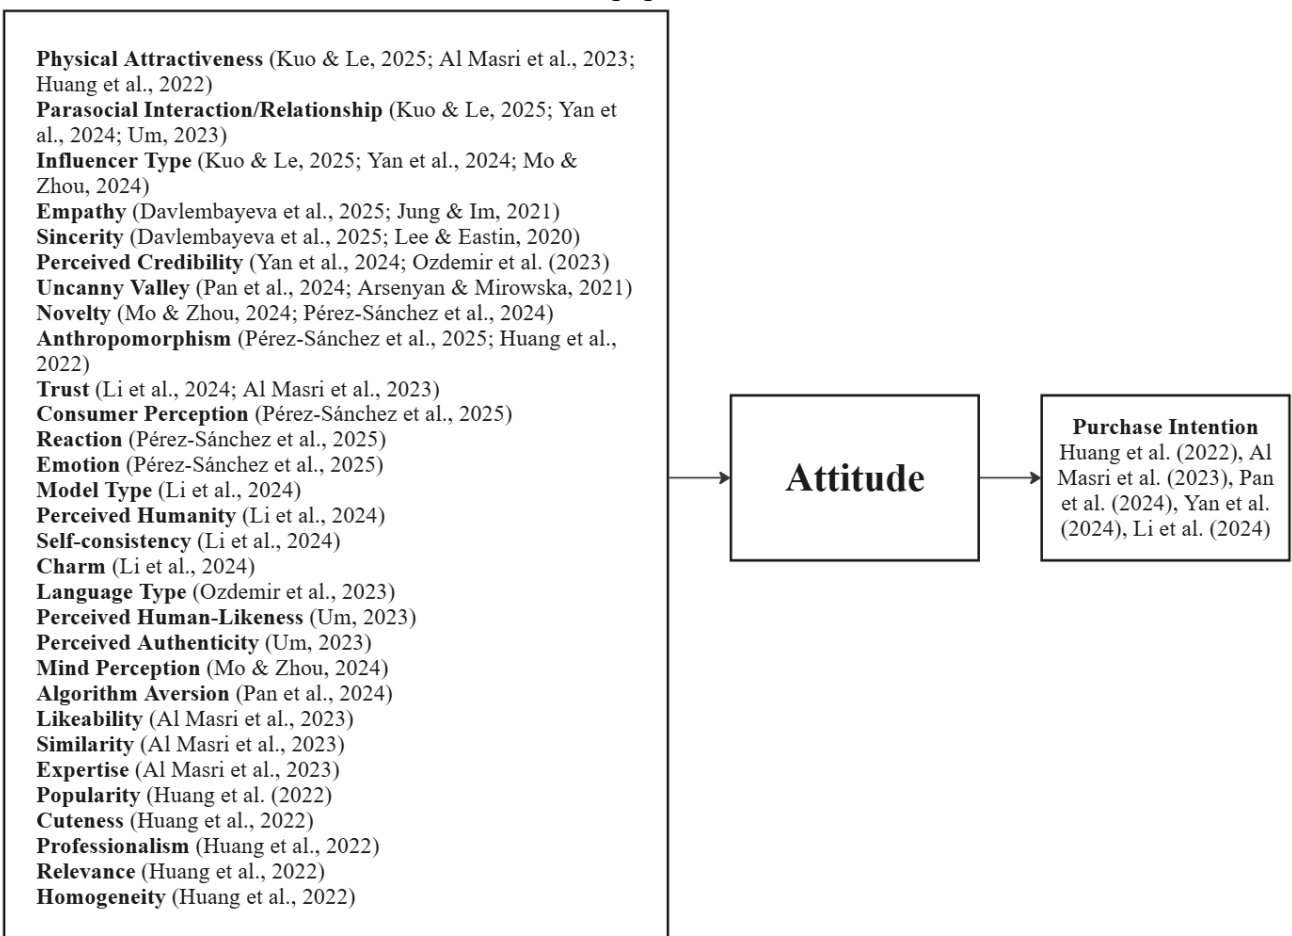 Physical Attractiveness (Kuo & Le, 2025; Al Masri et al., 2023;
Huang et al., 2022)
Parasocial Interaction/Relationship (Kuo & Le, 2025; Yan et
al., 2024; Um, 2023)
Influencer Type (Kuo & Le, 2025; Yan et al., 2024; Mo &
Zhou, 2024)
Empathy (Davlembayeva et al., 2025; Jung & Im, 2021)
Sincerity (Davlembayeva et al., 2025; Lee & Eastin, 2020)
Perceived Credibility (Yan et al., 2024; Ozdemir et al. (2023)
Uncanny Valley (Pan et al., 2024; Arsenyan & Mirowska, 2021)
Novelty (Mo & Zhou, 2024; Pérez-Sánchez et al., 2024)
Anthropomorphism (Pérez-Sánchez et al., 2025; Huang et al.,
2022)
Trust (Li et al., 2024; Al Masri et al., 2023)
Consumer Perception (Pérez-Sánchez et al., 2025)
Reaction (Pérez-Sánchez et al., 2025)
Emotion (Pérez-Sánchez et al., 2025)
Model Type (Li et al., 2024)
Perceived Humanity (Li et al., 2024)
Self-consistency (Li et al., 2024)
Charm (Li et al., 2024)
Language Type (Ozdemir et al., 2023)
Perceived Human-Likeness (Um, 2023)
Perceived Authenticity (Um, 2023)
Mind Perception (Mo & Zhou, 2024)
Algorithm Aversion (Pan et al., 2024)
Likeability (Al Masri et al., 2023)
Similarity (Al Masri et al., 2023)
Expertise (Al Masri et al., 2023)
Popularity (Huang et al. (2022)
Cuteness (Huang et al., 2022)
Professionalism (Huang et al., 2022)
Relevance (Huang et al., 2022)
Homogeneity (Huang et al., 2022)
Attitude
Purchase Intention
Huang et al. (2022), Al
Masri et al. (2023), Pan
et al. (2024), Yan et al.
(2024), Li et al. (2024)